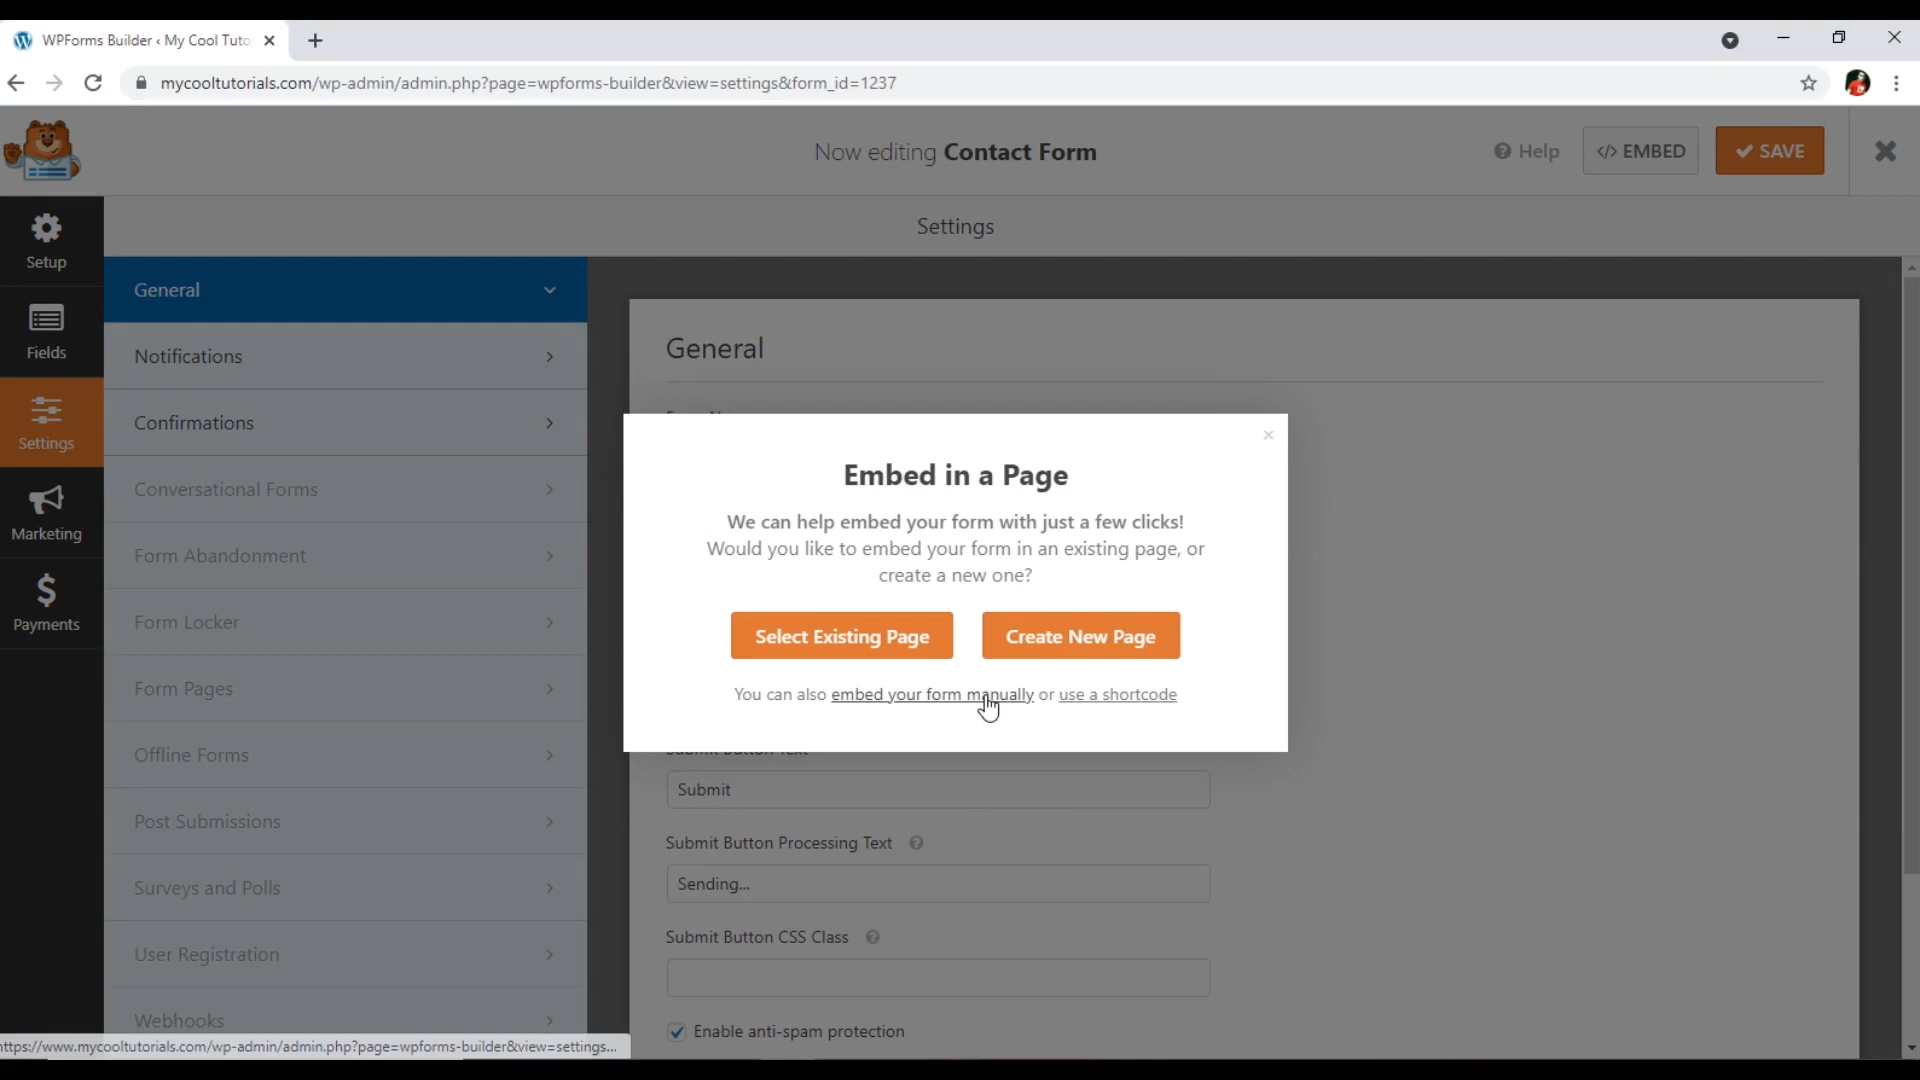 WPForms Builder ‹ My Cool Tuto
mycooltutorials.com/wp-admin/admin.php?page=wpforms-builder&view=settings&form_id=1237
Now editing Contact Form
Help
</> EMBED
SAVE
Settings
Setup
Fields
Settings
Marketing
Payments
General
Notifications
Confirmations
Conversational Forms
Form Abandonment
Form Locker
Form Pages
Offline Forms
Post Submissions
Surveys and Polls
User Registration
Webhooks
General
Embed in a Page
We can help embed your form with just a few clicks!
Would you like to embed your form in an existing page, or
create a new one?
Select Existing Page
Create New Page
You can also embed your form manually or use a shortcode
Submit Button Text
Submit
Submit Button Processing Text
Sending...
Submit Button CSS Class
Enable anti-spam protection
ttps://www.mycooltutorials.com/wp-admin/admin.php?page=wpforms-builder&view=settings...